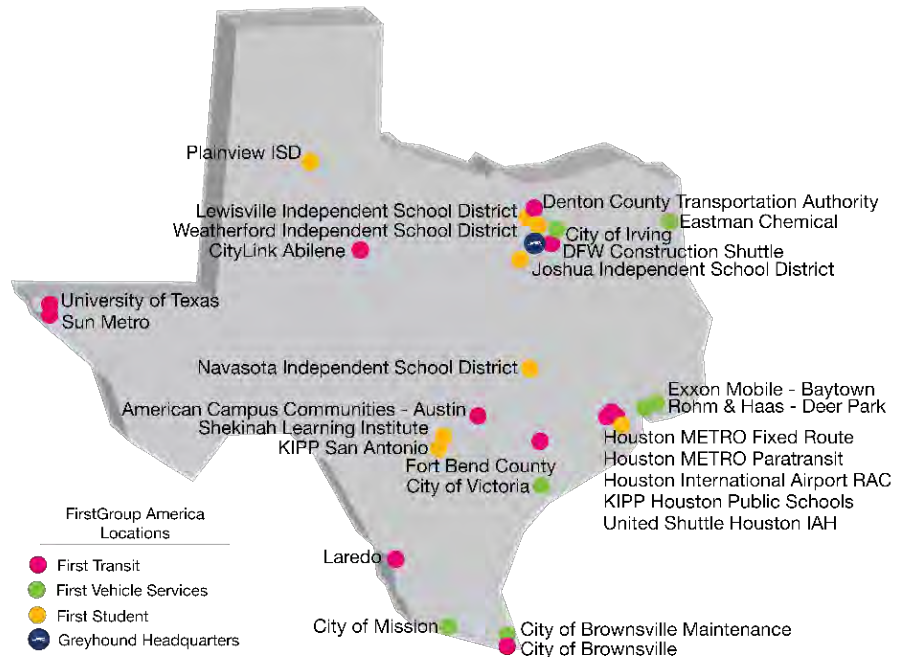 Plainview ISD
Lewisville Independent School District
Denton County Transportation Authority
Weatherford Independent School District
Eastman Chemical
City of Irving
CityLink Abilene
DFW Construction Shuttle
Joshua Independent School District
University of Texas
Sun Metro
Navasota Independent School District
Exxon Mobile - Baytown
Rohm & Haas - Deer Park
American Campus Communities - Austin
Shekinah Learning Institute
KIPP San Antonio
Fort Bend County
City of Victoria
Houston METRO Fixed Route
Houston METRO Paratransit
Houston International Airport RAC
KIPP Houston Public Schools
United Shuttle Houston IAH
FirstGroup America
Locations
First Transit
First Vehicle Services
First Student
Greyhound Headquarters
Laredo
City of Mission
City of Brownsville Maintenance
City of Brownsville